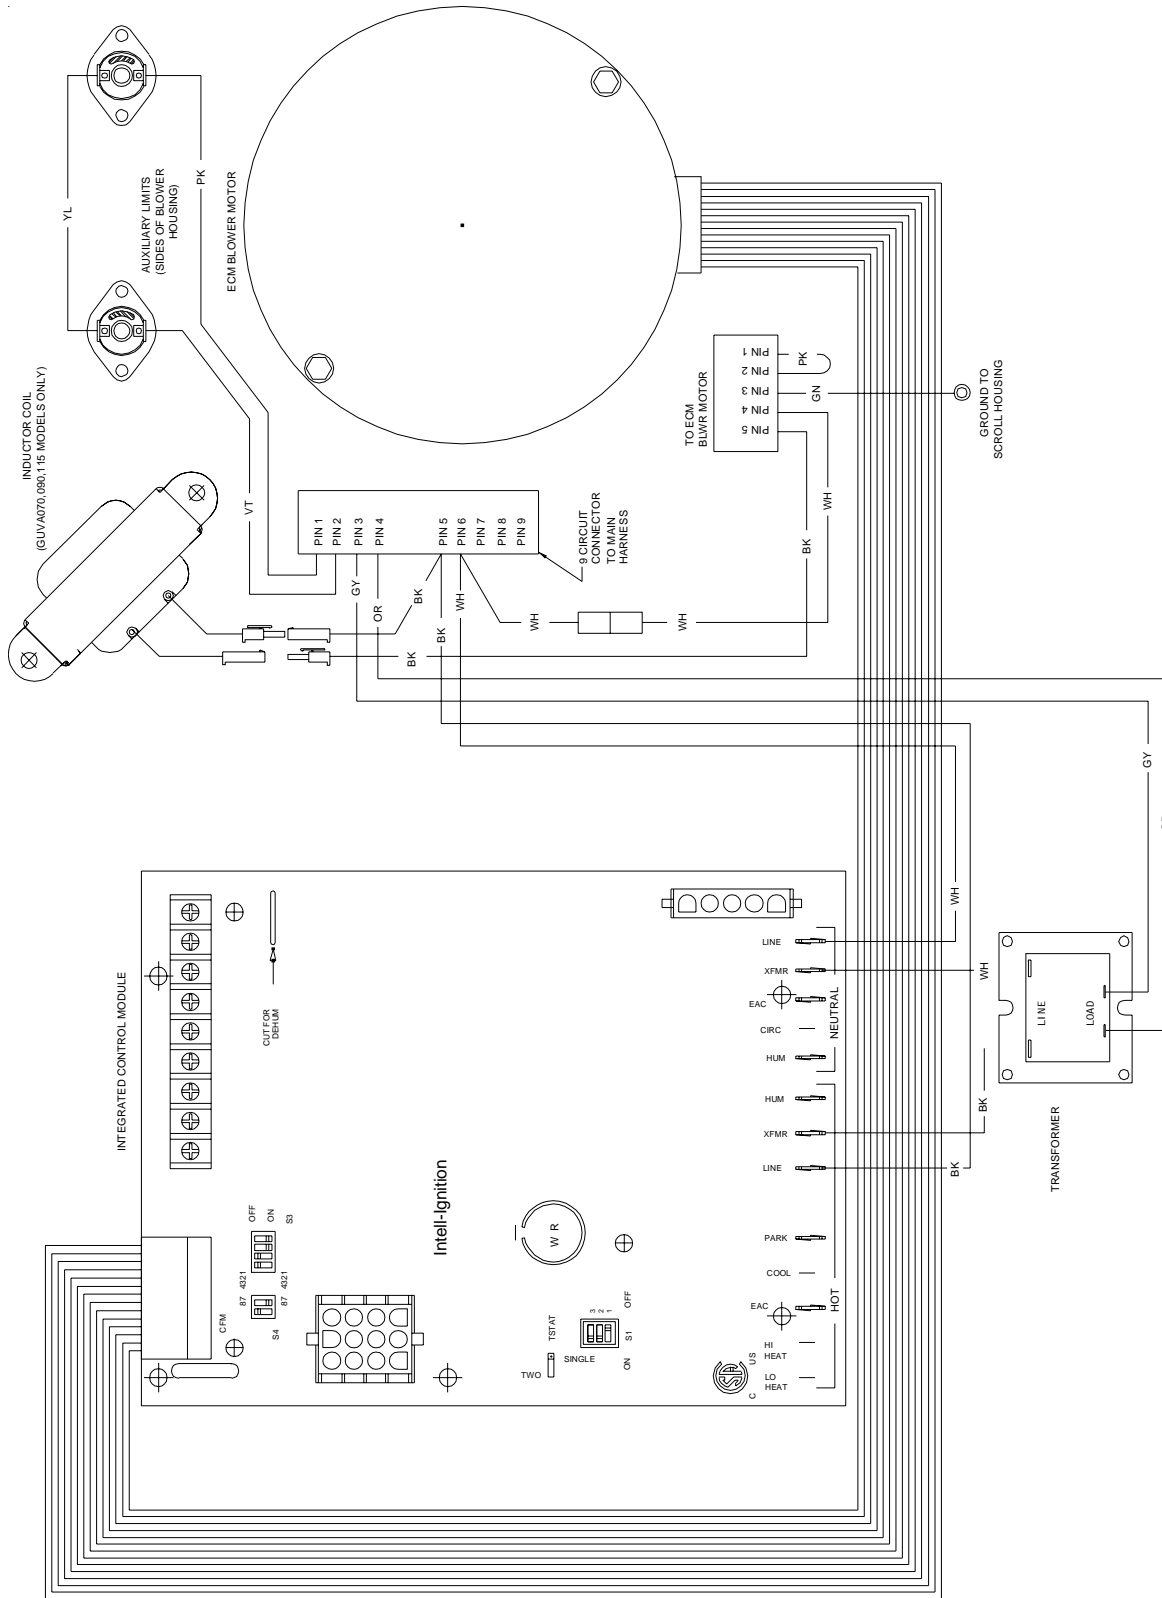 INDUCTOR COIL
(GUVA070,090,115 MODELS ONLY)
YL
AUXILIARY LIMITS
(SIDES OF BLOWER
HOUSING)
PK
ECM BLOWER MOTOR
VT
PIN 1
PIN 2
PIN 3
PIN 4
PIN 5
PIN 6
PIN 7
PIN 8
PIN 9
9 CIRCUIT
CONNECTOR
TO MAIN
HARNESS
GY
OR
BK
BK
WH
BK
WH
WH
TO ECM
BLWR MOTOR
PIN 1
PIN 2
PIN 3
PIN 4
PIN 5
PK
GN
WH
BK
GROUND TO
SCROLL HOUSING
GY
INTEGRATED CONTROL MODULE
CUT FOR
DEHUM
OFF
ON
S3
4321
4321
87
87
S4
CFM
Intell-Ignition
W R
TWO
SINGLE
TSTAT
3
2
1
OFF
ON
S1
C
US
LINE
XFMR
EAC
CIRC
HUM
NEUTRAL
HUM
XFMR
LINE
PARK
COOL
EAC
HI
HEAT
LO
HEAT
HOT
WH
WH
BK
BK
LINE
LOAD
TRANSFORMER